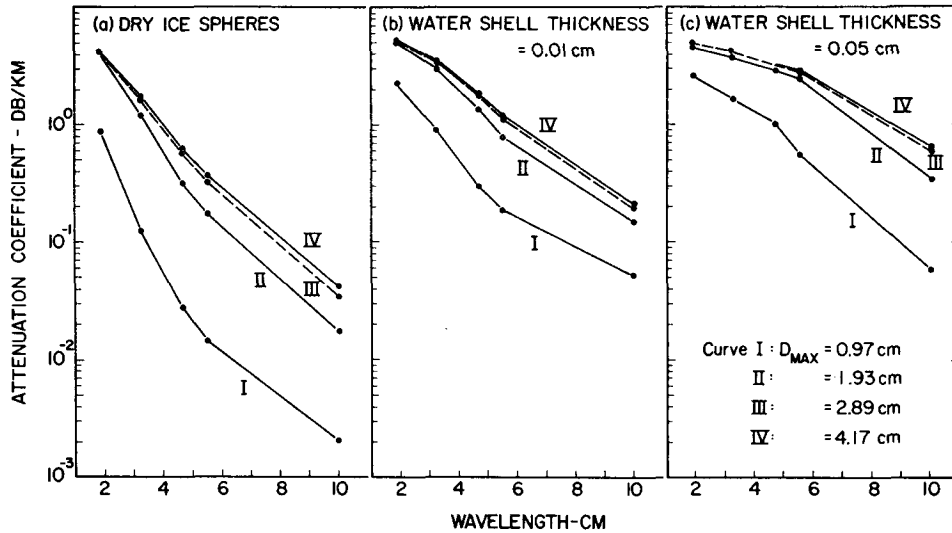 (a) DRY ICE SPHERES
(b) WATER SHELL THICKNESS
= 0.01 cm
(c) WATER SHELL THICKNESS
= 0.05 cm
ATTENUATION COEFFICIENT - DB/KM
10⁰
10⁻¹
10⁻²
10⁻³
IV
III
II
I
IV
II
I
IV
III
II
I
Curve I : D_MAX = 0.97 cm
II : = 1.93 cm
III : = 2.89 cm
IV : = 4.17 cm
2 4 6 8 10
2 4 6 8 10
2 4 6 8 10
WAVELENGTH-CM